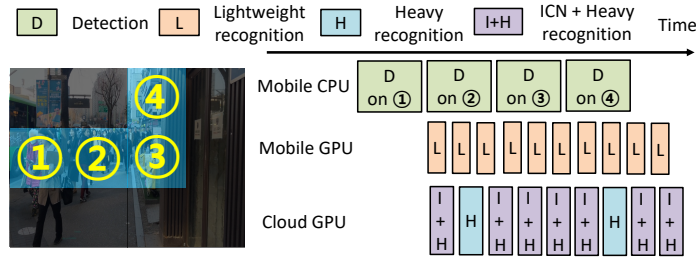 D Detection L Lightweight recognition H Heavy recognition I+H ICN + Heavy recognition Time
Mobile CPU D on ① D on ② D on ③ D on ④
④
① ② ③
Mobile GPU L L L L L L L L L L
Cloud GPU I + H H I + H I + H I + H I + H H I + H I + H